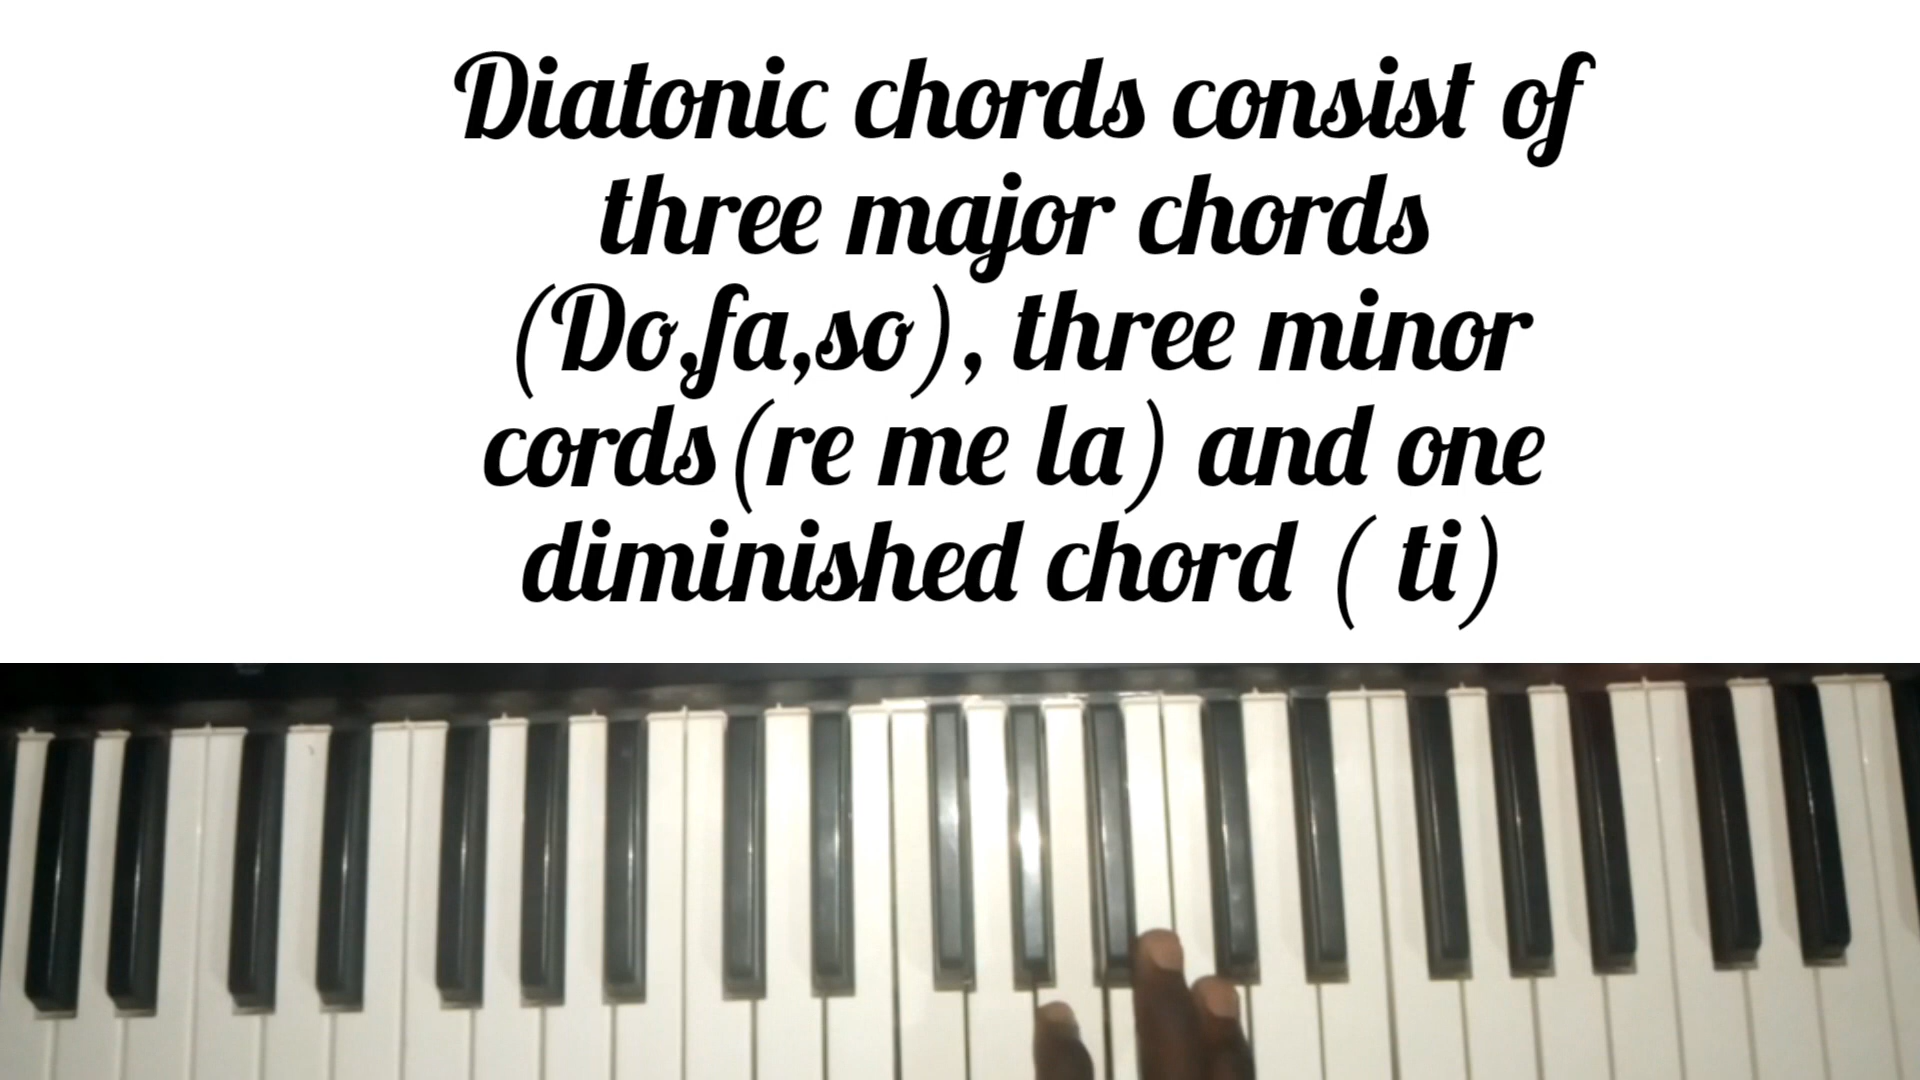 Diatonic chords consist of
three major chords
(Do,fa,so), three minor
cords(re me la) and one
diminished chord ( ti)